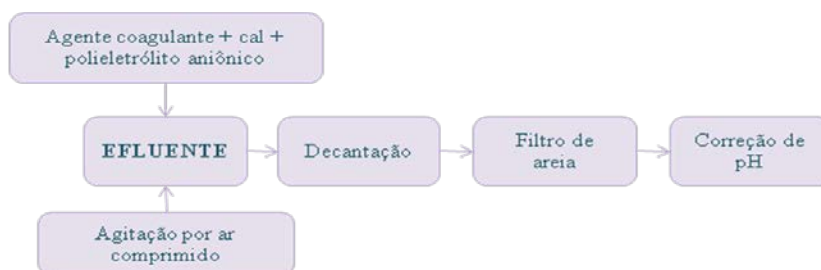 Agente coagulante + cal +
polieletrólito aniônico
EFLUENTE
Decantação
Filtro de
areia
Correção de
pH
Agitação por ar
comprimido